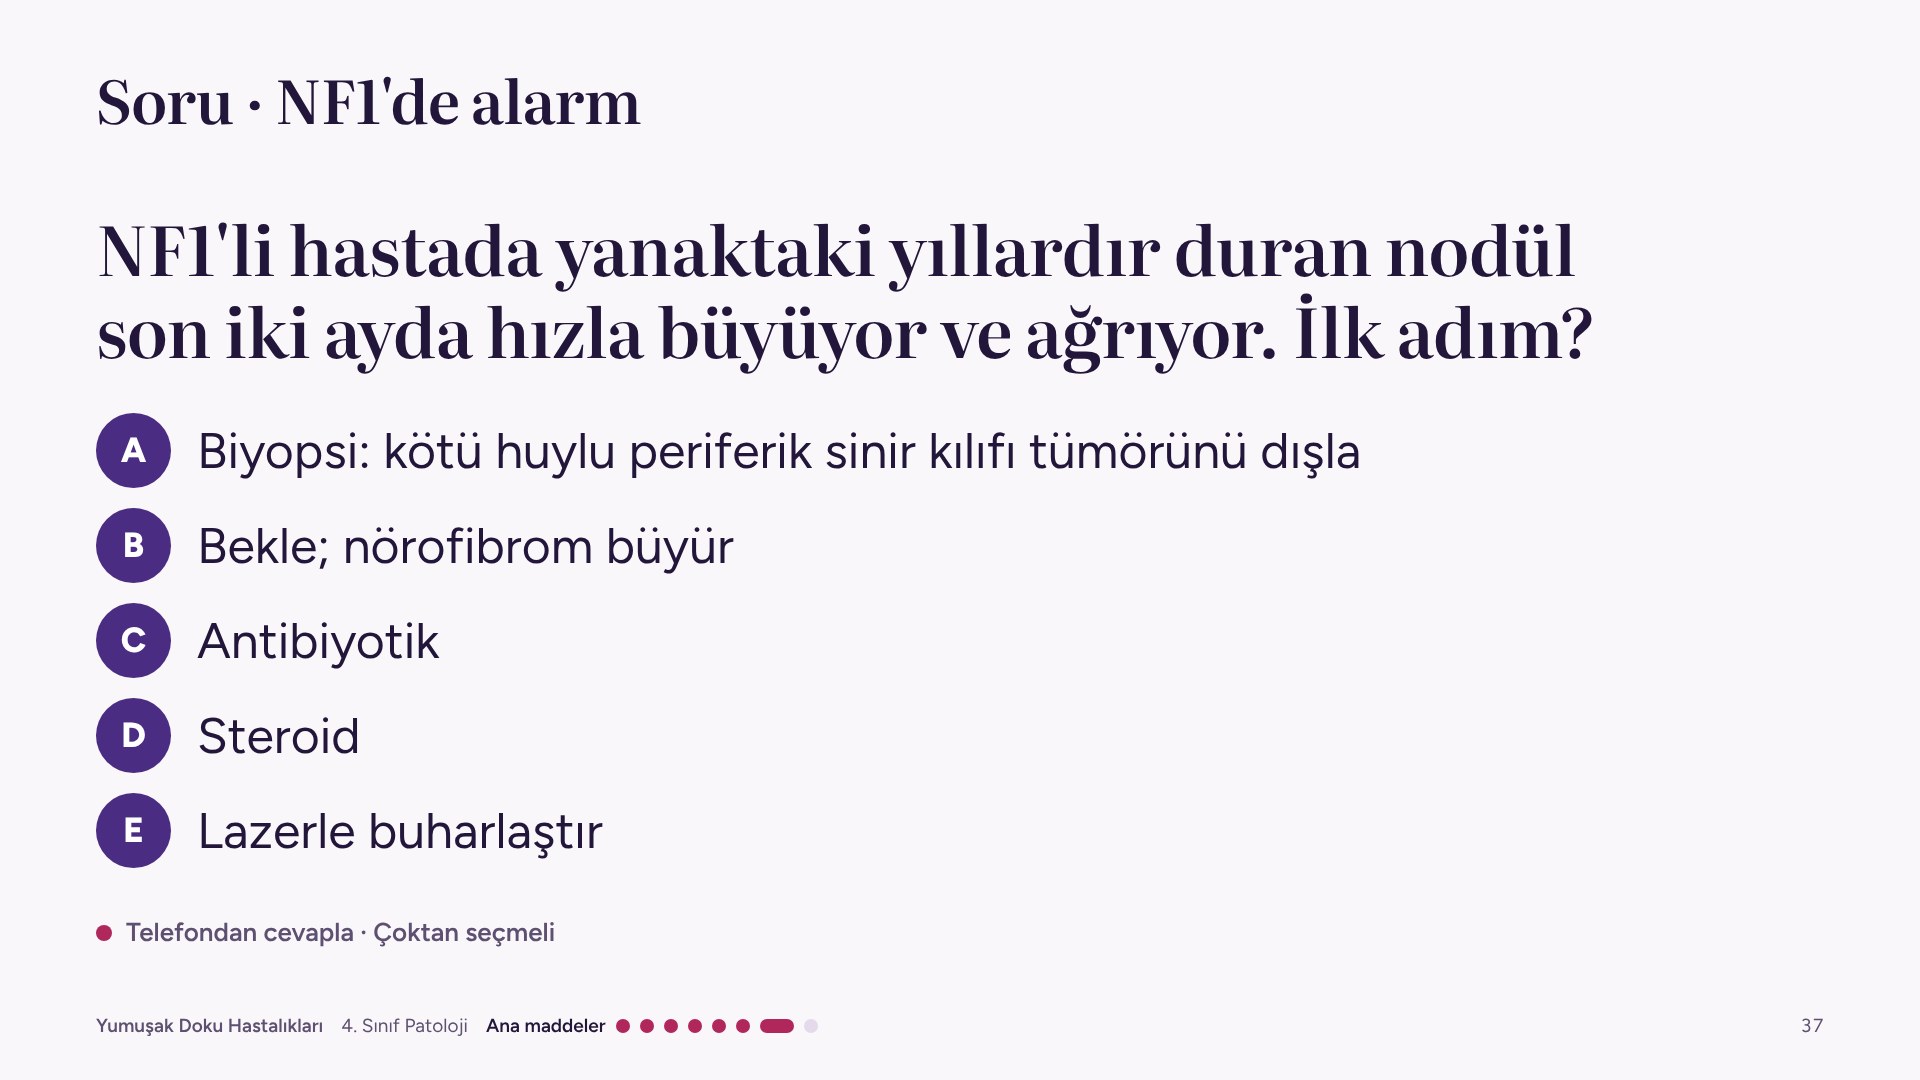 Soru · NF1'de alarm
NF1'li hastada yanaktaki yıllardır duran nodül
son iki ayda hızla büyüyor ve ağrıyor. İlk adım?
A Biyopsi: kötü huylu periferik sinir kılıfı tümörünü dışla
B Bekle; nörofibrom büyür
C Antibiyotik
D Steroid
E Lazerle buharlaştır
Telefondan cevapla · Çoktan seçmeli
Yumuşak Doku Hastalıkları 4. Sınıf Patoloji Ana maddeler 37